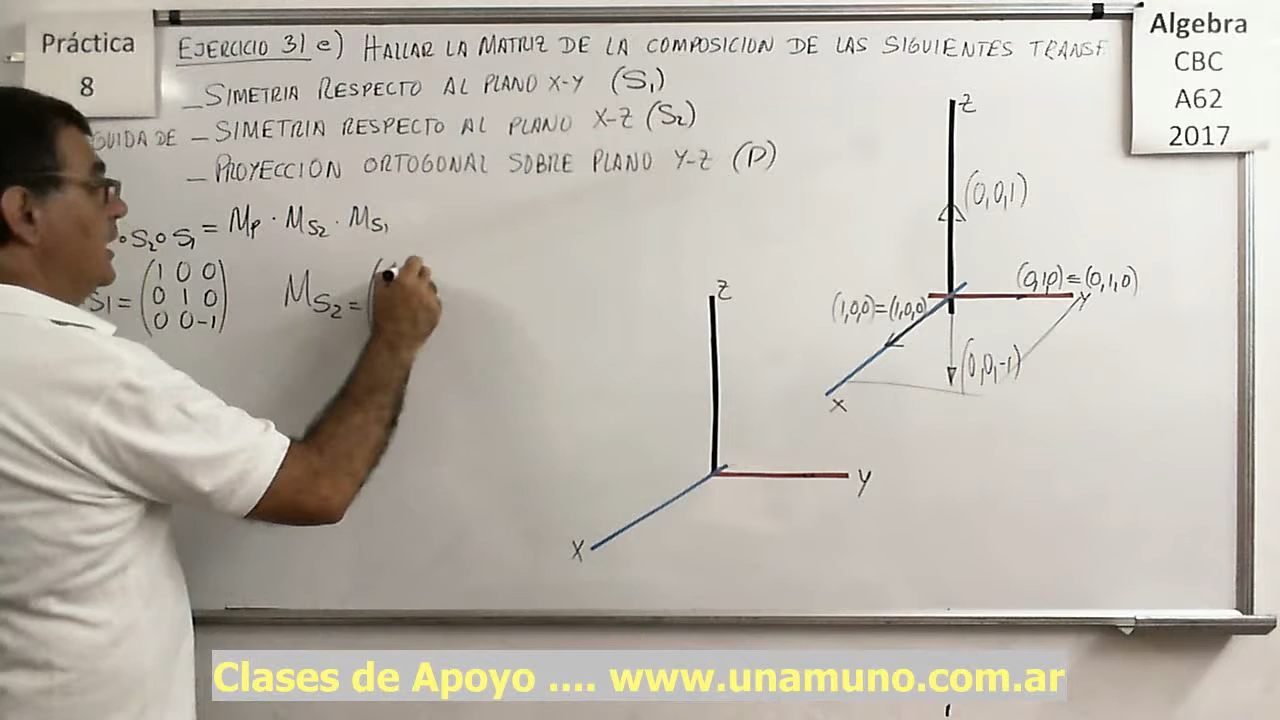 Práctica
8
EJERCICIO 31 e) HALLAR LA MATRIZ DE LA COMPOSICION DE LAS SIGUIENTES TRANSF
_ SIMETRIA RESPECTO AL PLANO X-Y (S1)
GUIDA DE - SIMETRIA RESPECTO AL PLANO X-Z (S2)
_ PROYECCION ORTOGONAL SOBRE PLANO Y-Z (P)
∘S2∘S1 = MP · MS2 · MS1
S1 = (1 0 0
0 1 0
0 0 -1)
MS2 = (
Algebra
CBC
A62
2017
Z
(0,0,1)
(0,1,0) = (0,1,0)
Y
(1,0,0) = (1,0,0)
(0,0,-1)
X
Z
Y
X
Clases de Apoyo .... www.unamuno.com.ar